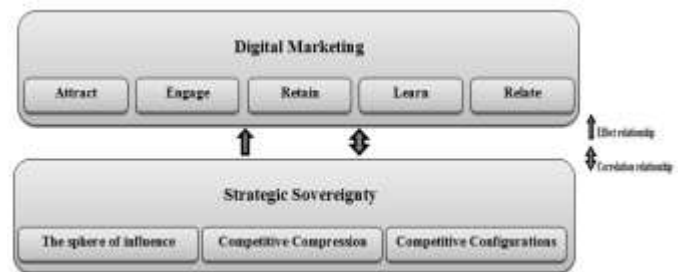 Digital Marketing
Attract Engage Retain Learn Relate
Effect relationship
Correlation relationship
Strategic Sovereignty
The sphere of influence Competitive Compression Competitive Configurations